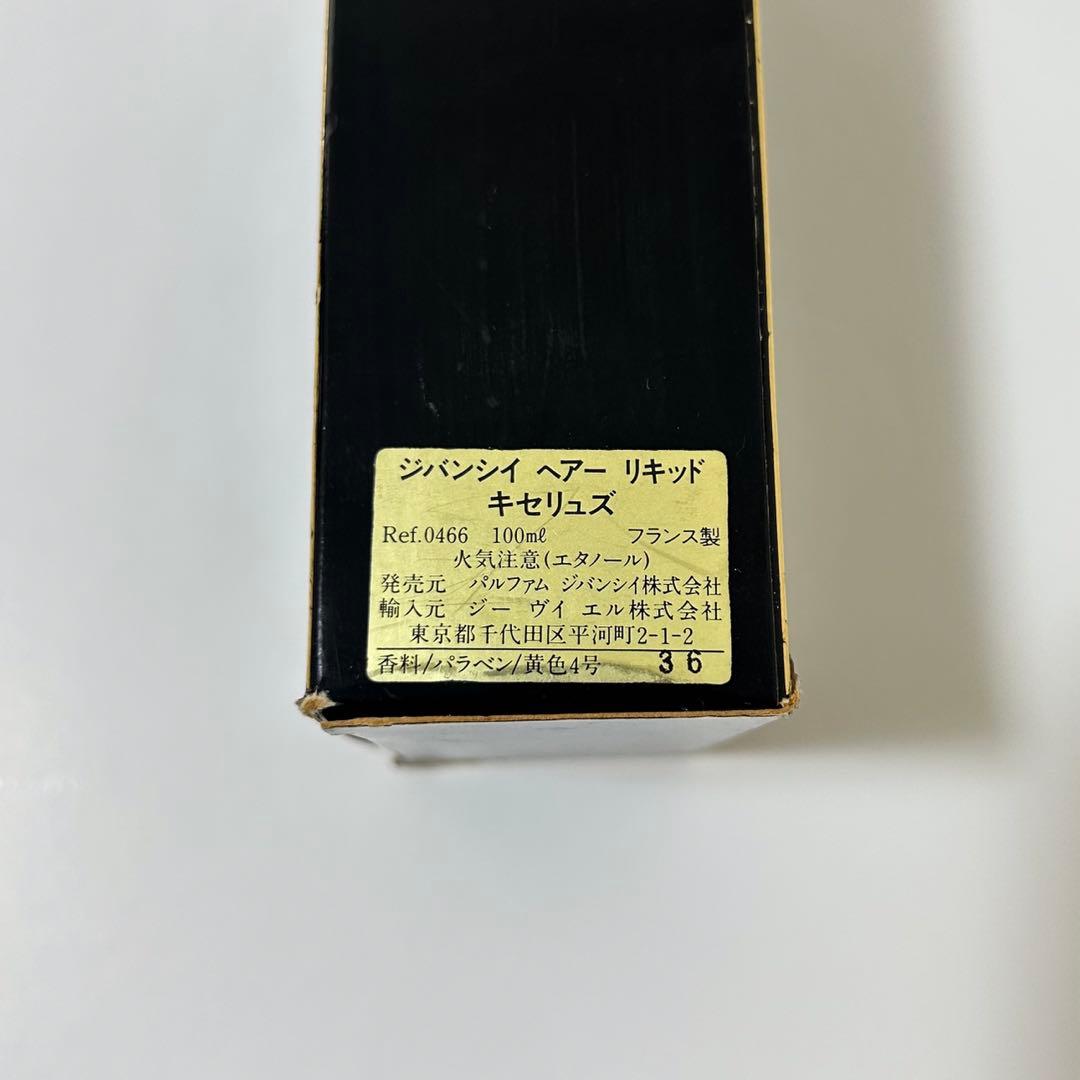 ジバンシイ ヘアー リキッド
キセリュズ
Ref.0466 100mℓ フランス製
火気注意(エタノール)
発売元 パルファム ジバンシイ株式会社
輸入元 ジー ヴイ エル株式会社
東京都千代田区平河町2-1-2
香料/パラベン/黄色4号 36